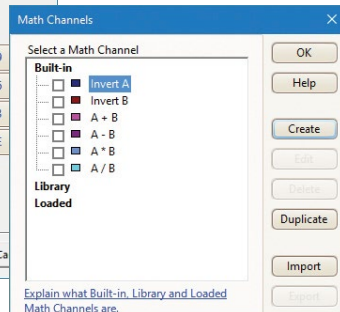 Math Channels
Select a Math Channel
Built-in
Invert A
Invert B
A + B
A - B
A * B
A / B
Library
Loaded
Explain what Built-in, Library and Loaded
Math Channels are.
OK
Help
Create
Edit
Delete
Duplicate
Import
Export